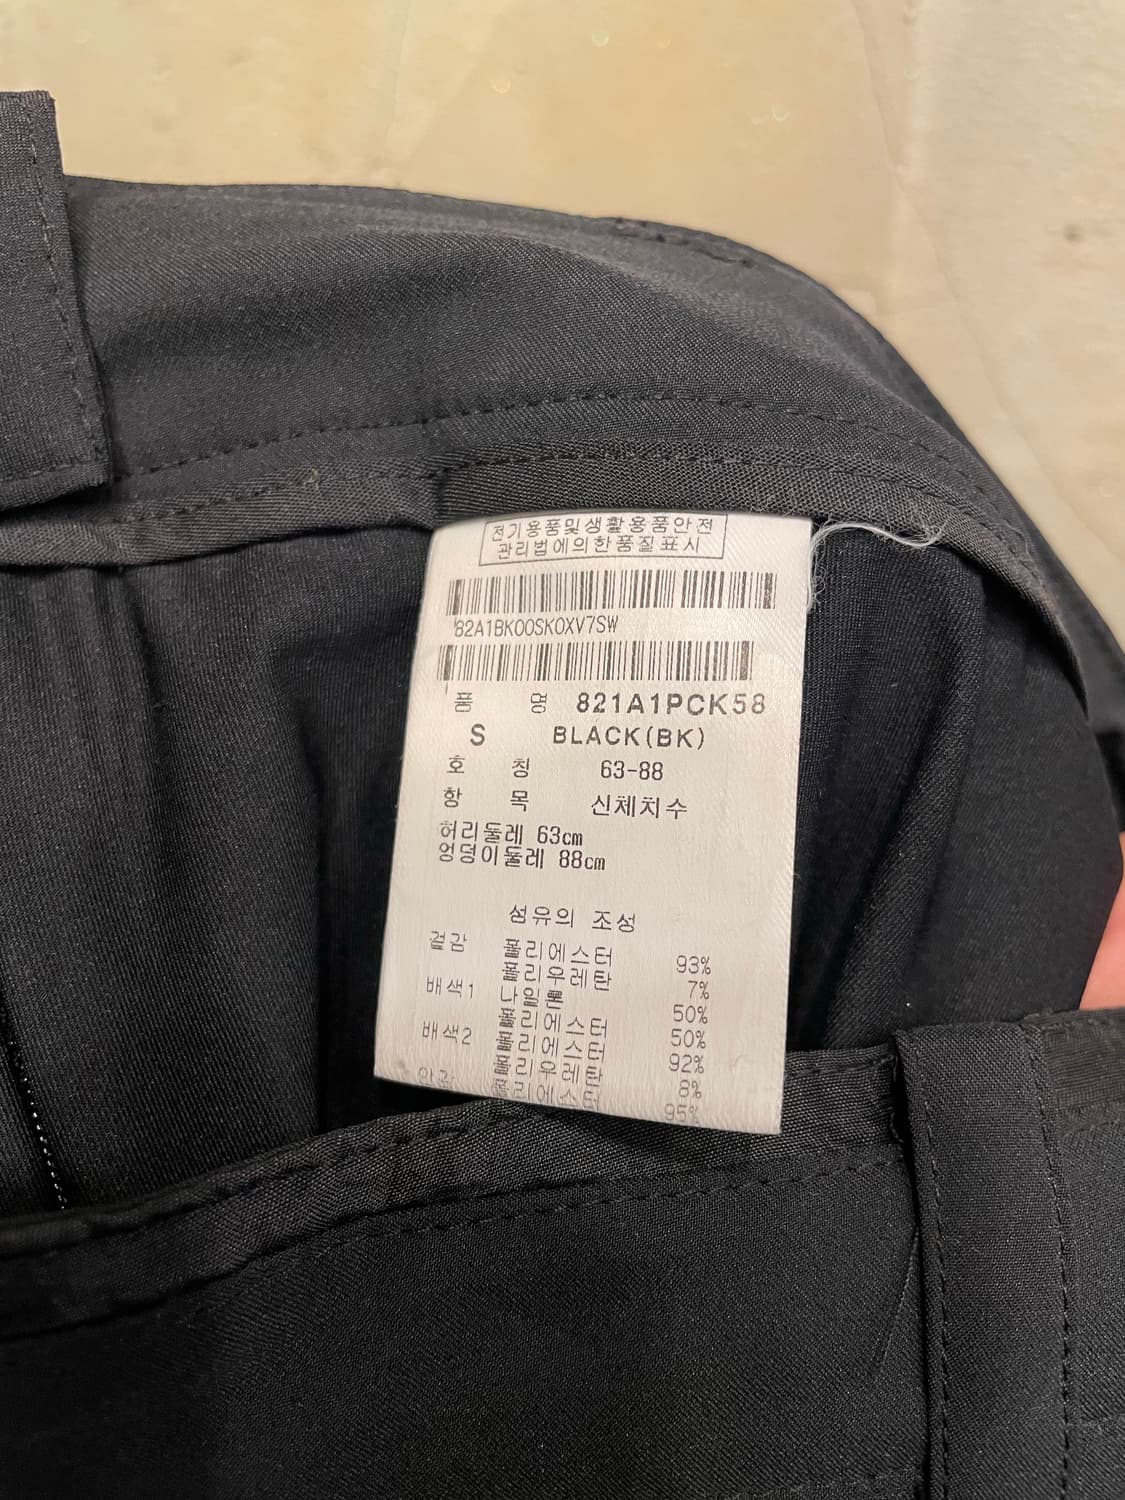 전기용품및생활용품안전
관리법에의한품질표시
82A1BK00SK0XV7SW
품 명 821A1PCK58
S BLACK(BK)
호 칭 63-88
항 목 신체치수
허리둘레 63cm
엉덩이둘레 88cm
섬유의 조성
겉감 폴리에스터 93%
폴리우레탄 7%
배색1 나일론 50%
폴리에스터 50%
배색2 폴리에스터 92%
폴리우레탄 8%
안감 폴리에스터 95%